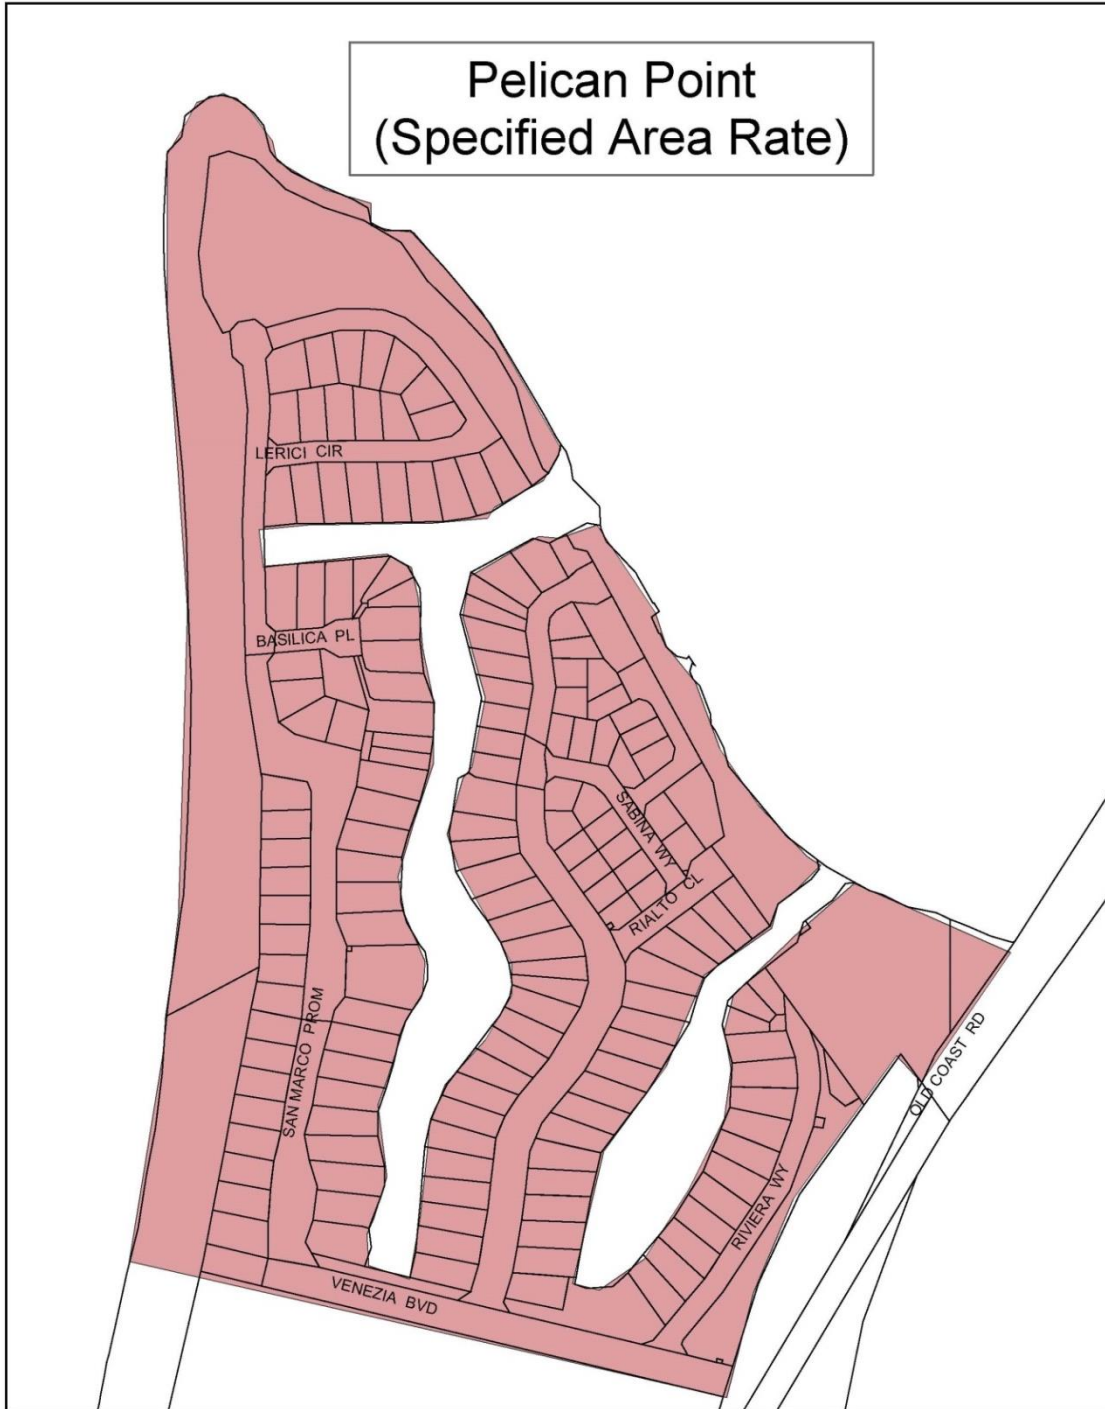 Pelican Point
(Specified Area Rate)
LERICI CIR
BASILICA PL
SABINA WY
RIALTO CL
SAN MARCO PROM
OLD COAST RD
RIVIERA WY
VENEZIA BVD